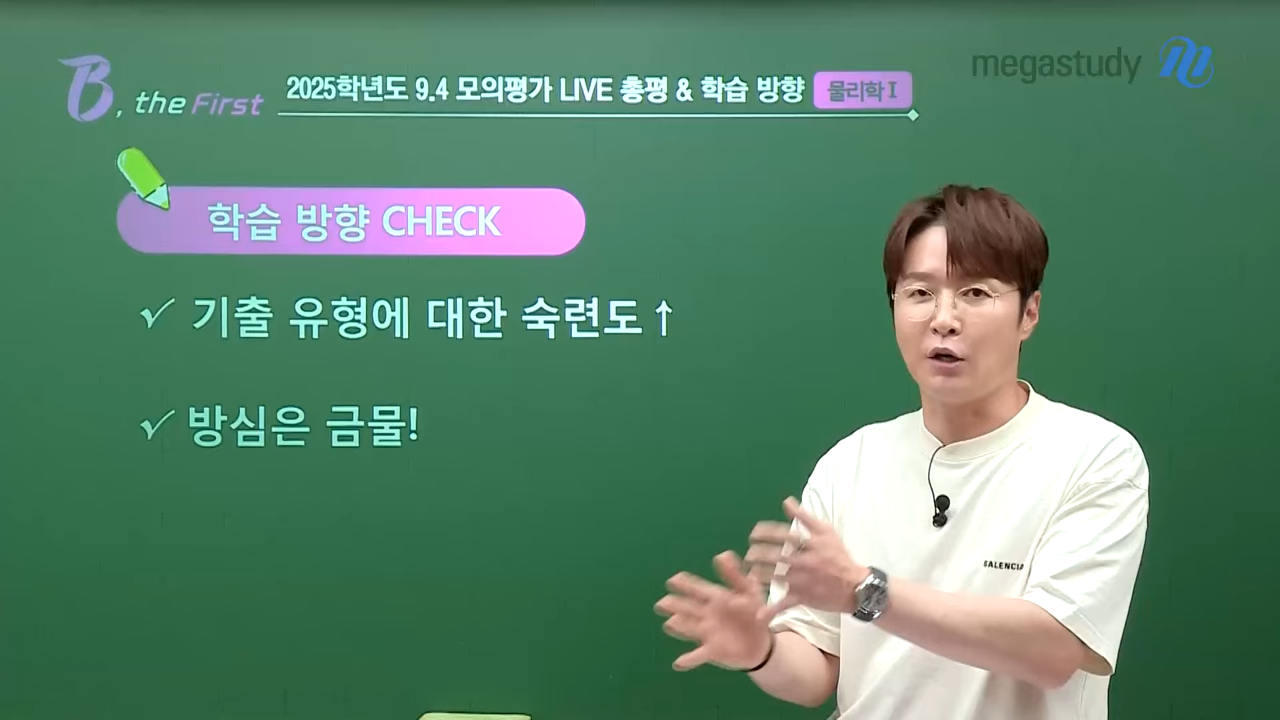 B, the First
2025학년도 9.4 모의평가 LIVE 총평 & 학습 방향 물리학 I
megastudy
학습 방향 CHECK
✓ 기출 유형에 대한 숙련도 ↑
✓ 방심은 금물!
BALENCIA